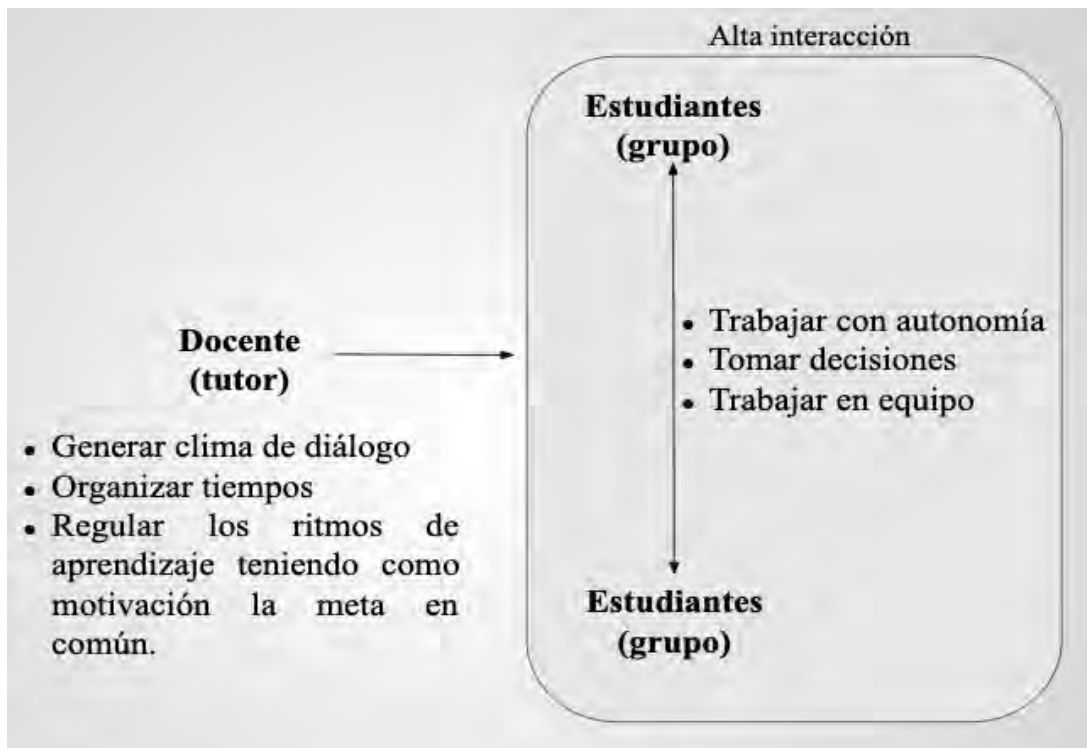 Alta interacción
Estudiantes
(grupo)
Docente
(tutor)
• Generar clima de diálogo
• Organizar tiempos
• Regular los ritmos de
aprendizaje teniendo como
motivación la meta en
común.
• Trabajar con autonomía
• Tomar decisiones
• Trabajar en equipo
Estudiantes
(grupo)